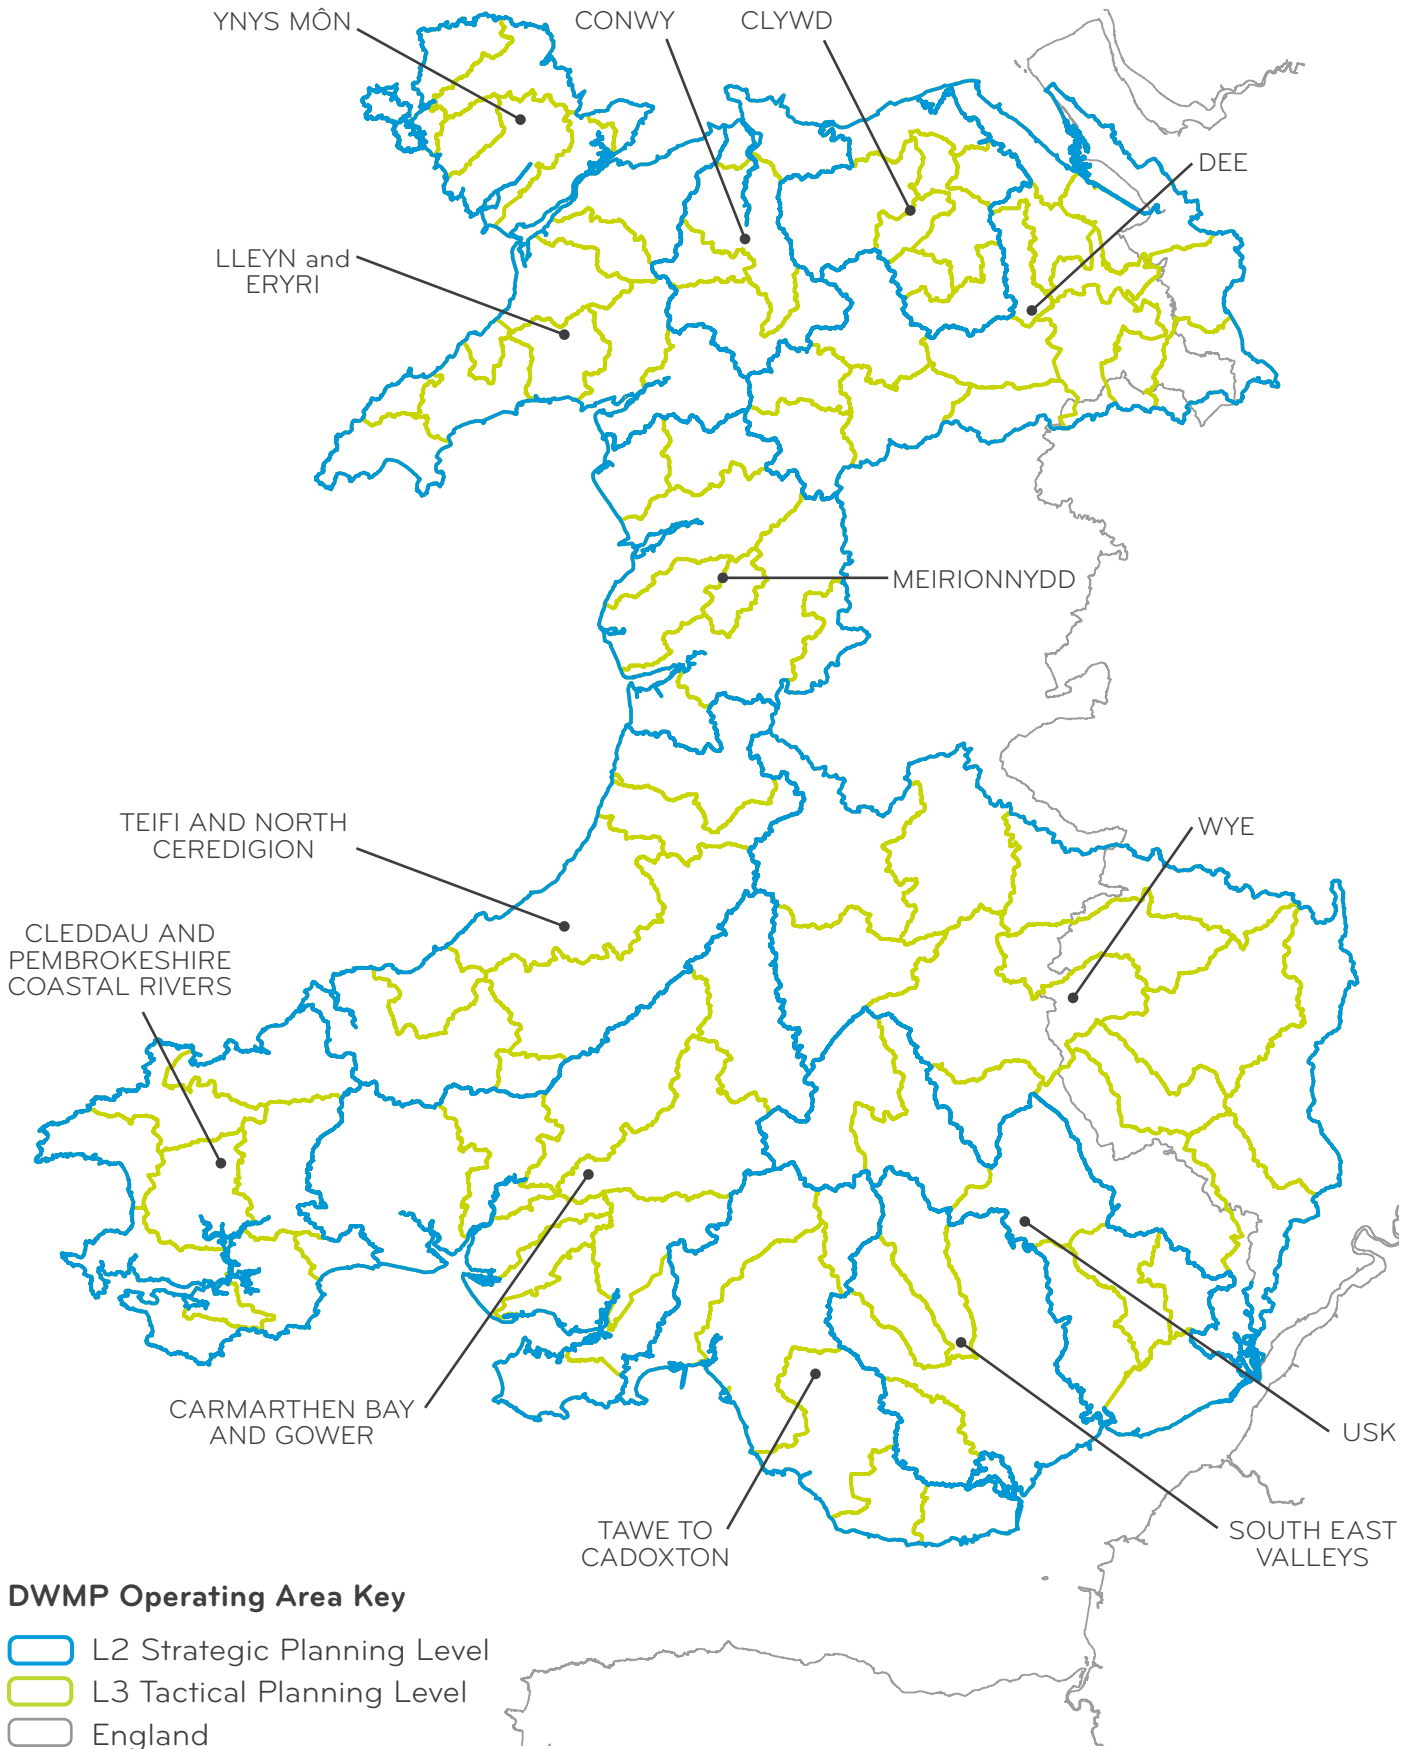 YNYS MÔN
CONWY
CLYWD
DEE
LLEYN and
ERYRI
MEIRIONNYDD
TEIFI AND NORTH
CEREDIGION
WYE
CLEDDAU AND
PEMBROKESHIRE
COASTAL RIVERS
CARMARTHEN BAY
AND GOWER
USK
TAWE TO
CADOXTON
SOUTH EAST
VALLEYS
DWMP Operating Area Key
L2 Strategic Planning Level
L3 Tactical Planning Level
England